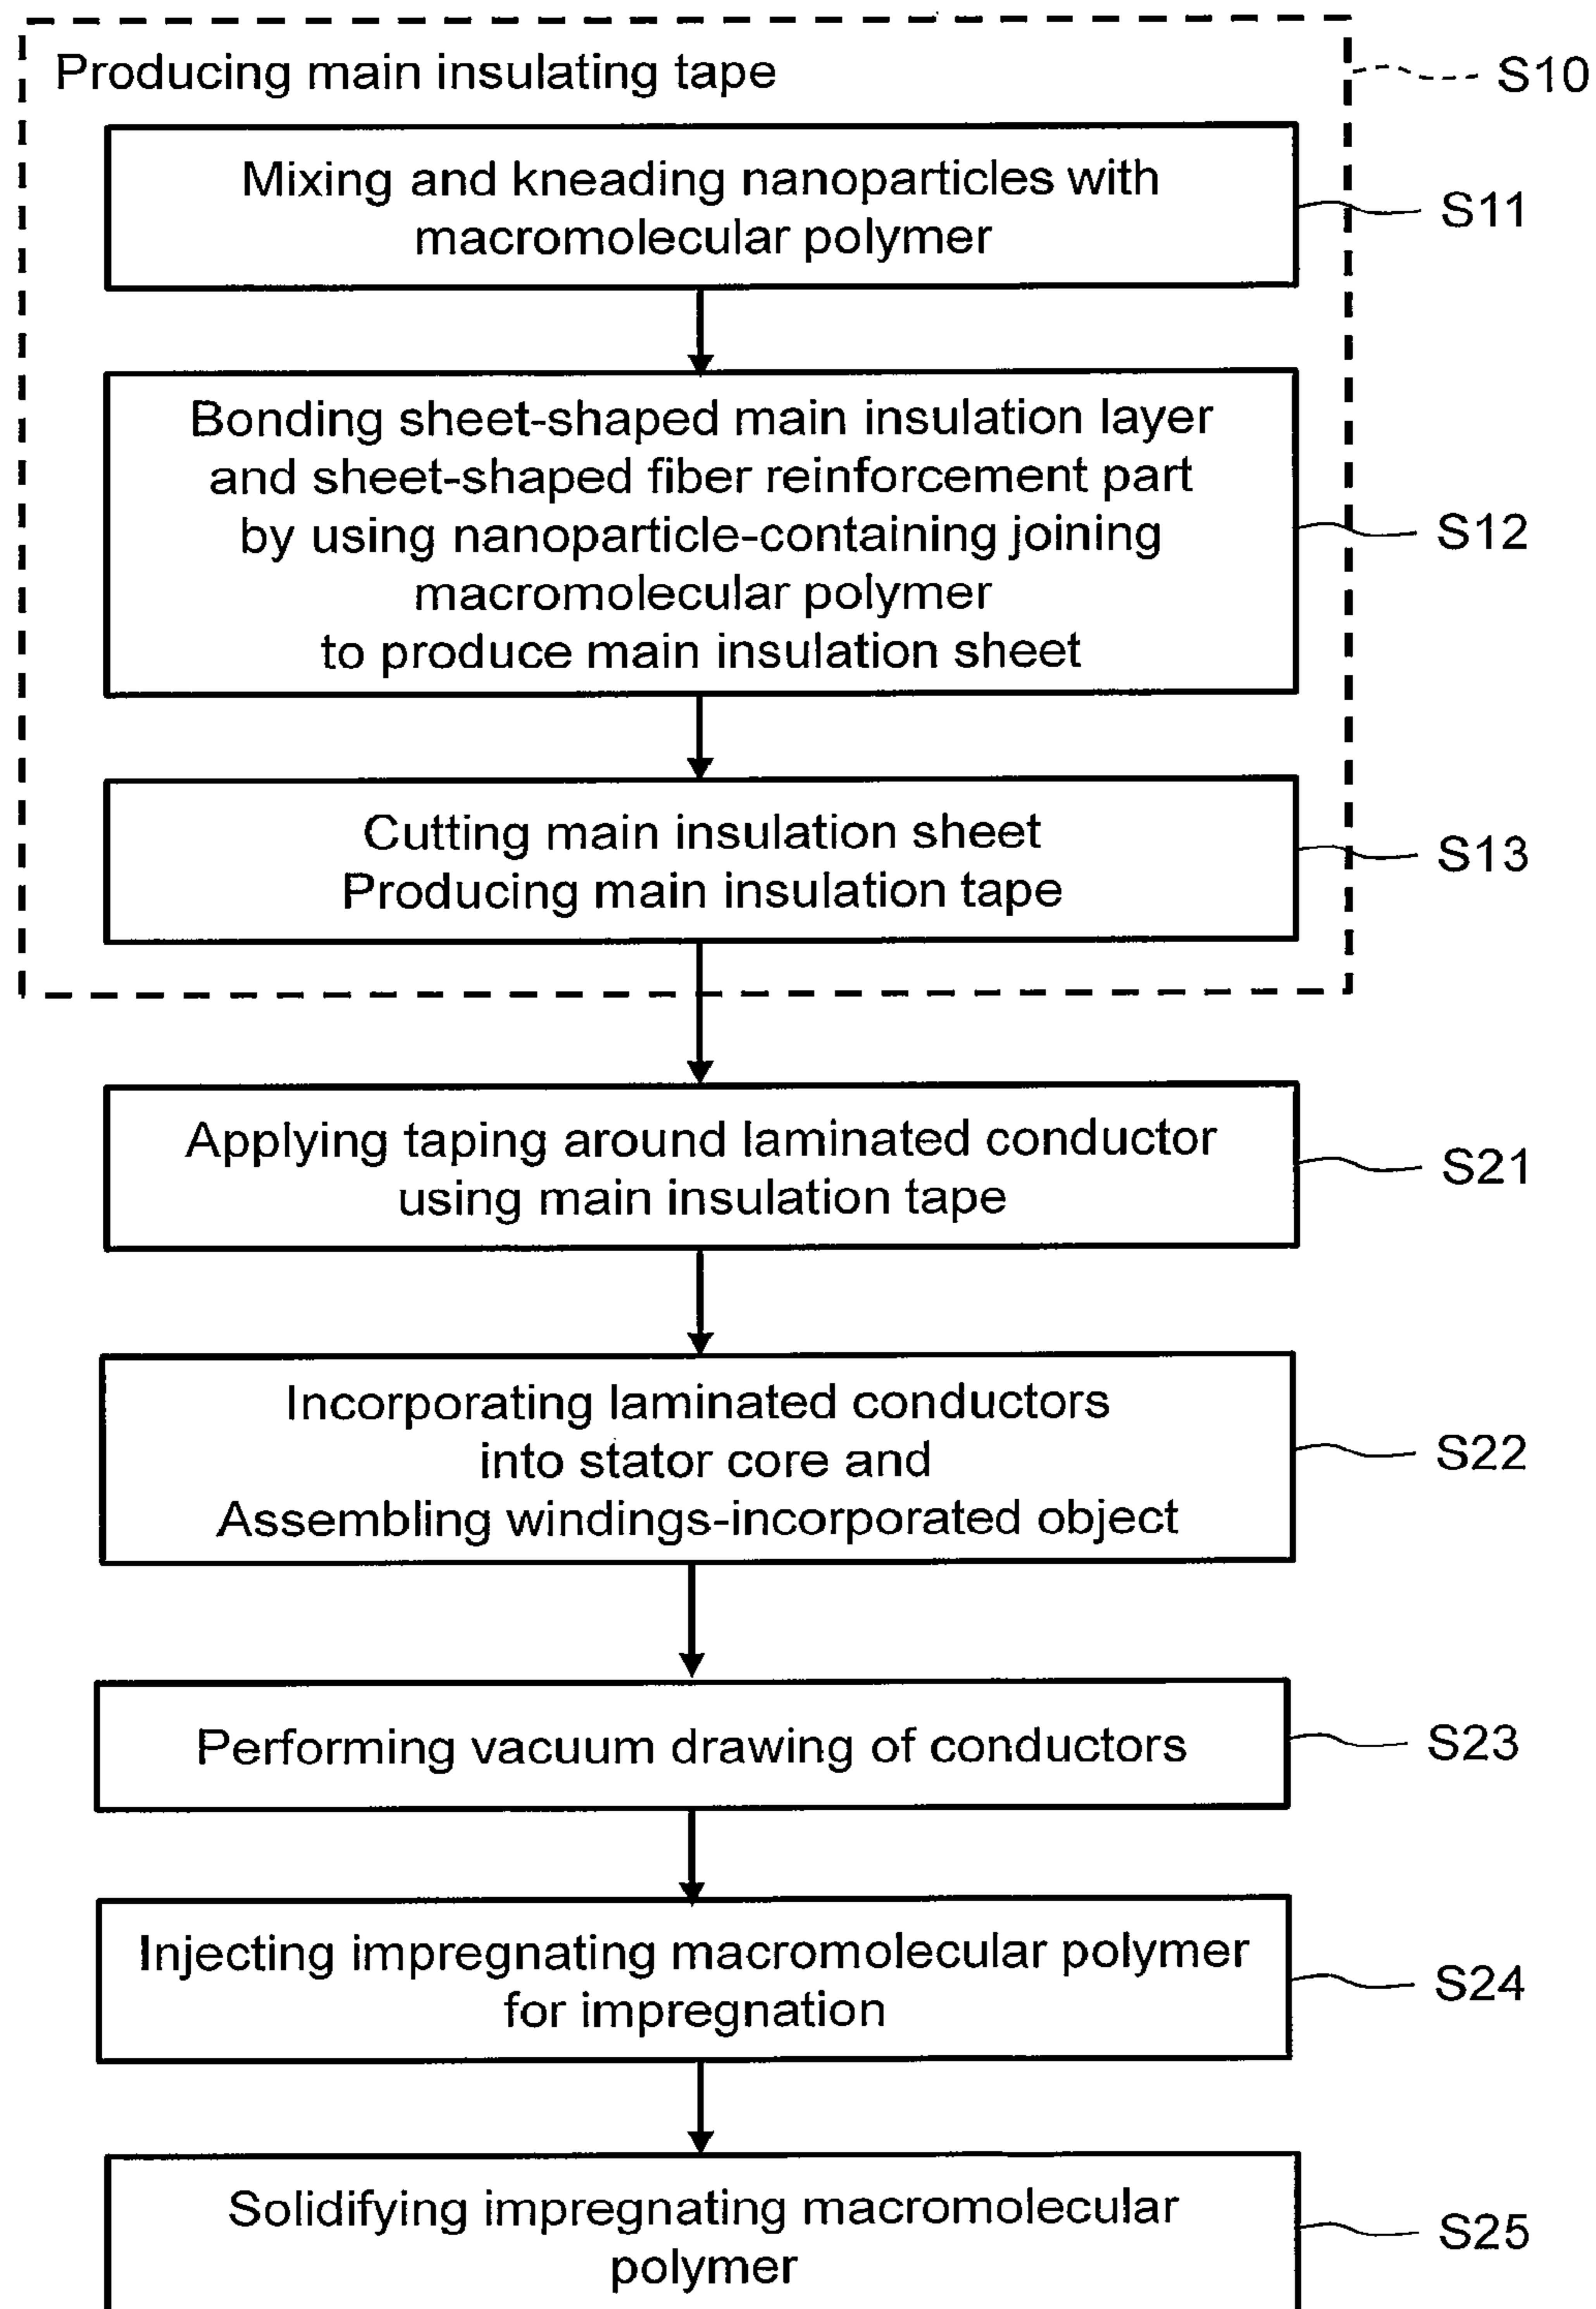 Producing main insulating tape
S10
Mixing and kneading nanoparticles with
macromolecular polymer
S11
Bonding sheet-shaped main insulation layer
and sheet-shaped fiber reinforcement part
by using nanoparticle-containing joining
macromolecular polymer
to produce main insulation sheet
S12
Cutting main insulation sheet
Producing main insulation tape
S13
Applying taping around laminated conductor
using main insulation tape
S21
Incorporating laminated conductors
into stator core and
Assembling windings-incorporated object
S22
Performing vacuum drawing of conductors
S23
Injecting impregnating macromolecular polymer
for impregnation
S24
Solidifying impregnating macromolecular
polymer
S25